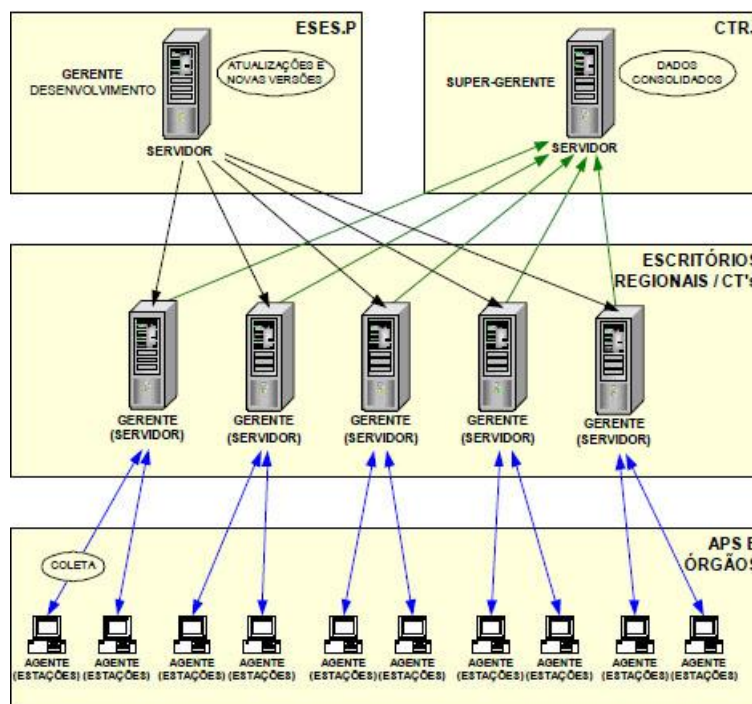 ESES.P
GERENTE
DESENVOLVIMENTO
ATUALIZAÇÕES E
NOVAS VERSÕES
SERVIDOR
CTRJ
SUPER-GERENTE
DADOS
CONSOLIDADOS
SERVIDOR
ESCRITÓRIOS
REGIONAIS / CT's
GERENTE
(SERVIDOR)
GERENTE
(SERVIDOR)
GERENTE
(SERVIDOR)
GERENTE
(SERVIDOR)
GERENTE
(SERVIDOR)
APS E
ÓRGÃOS
COLETA
AGENTE
(ESTAÇÕES)
AGENTE
(ESTAÇÕES)
AGENTE
(ESTAÇÕES)
AGENTE
(ESTAÇÕES)
AGENTE
(ESTAÇÕES)
AGENTE
(ESTAÇÕES)
AGENTE
(ESTAÇÕES)
AGENTE
(ESTAÇÕES)
AGENTE
(ESTAÇÕES)
AGENTE
(ESTAÇÕES)